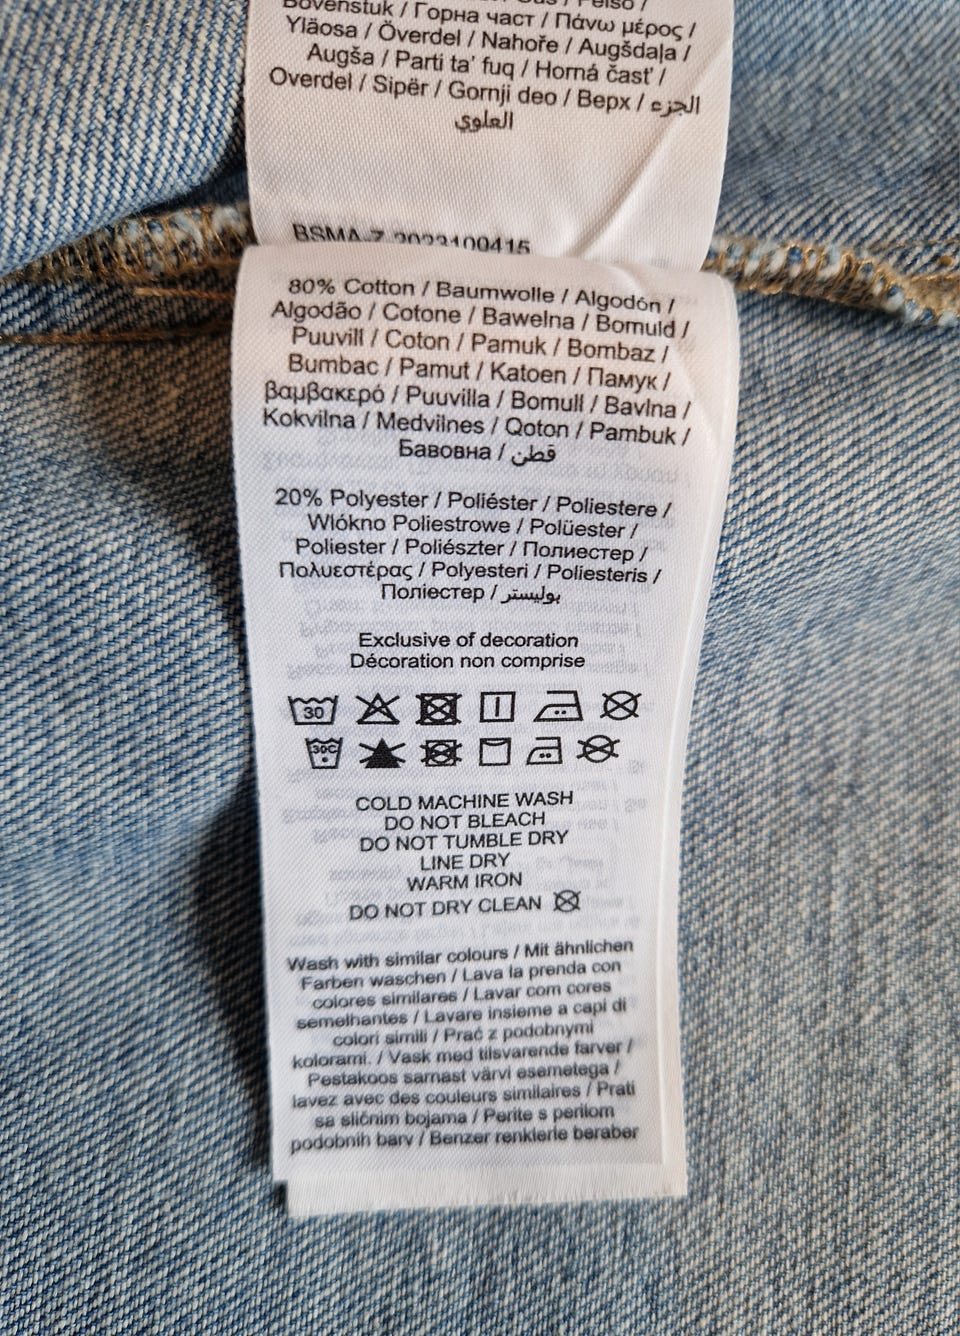 Bovenstuk / Горна част / Πάνω μέρος /
Yläosa / Överdel / Nahoře / Augšdaļa /
Augša / Parti ta' fuq / Horná časť /
Overdel / Sipër / Gornji deo / Верх / الجزء
العلوي
BSMA-Z 2023100415
80% Cotton / Baumwolle / Algodón /
Algodão / Cotone / Bawełna / Bomuld /
Puuvill / Coton / Pamuk / Bombaz /
Bumbac / Pamut / Katoen / Памук /
βαμβακερό / Puuvilla / Bomull / Bavlna /
Kokvilna / Medvilnes / Qoton / Pambuk /
Бавовна / قطن
20% Polyester / Poliéster / Poliestere /
Włókno Poliestrowe / Polüester /
Poliester / Poliészter / Полиестер /
Πολυεστέρας / Polyesteri / Poliesteris /
Поліестер / بوليستر
Exclusive of decoration
Décoration non comprise
30
30C
COLD MACHINE WASH
DO NOT BLEACH
DO NOT TUMBLE DRY
LINE DRY
WARM IRON
DO NOT DRY CLEAN
Wash with similar colours / Mit ähnlichen
Farben waschen / Lava la prenda con
colores similares / Lavar com cores
semelhantes / Lavare insieme a capi di
colori simili / Prać z podobnymi
kolorami. / Vask med tilsvarende farver /
Pestakoos sarnast värvi esemetega /
lavez avec des couleurs similaires / Prati
sa sličnim bojama / Perite s perilom
podobnih barv / Benzer renklerle beraber